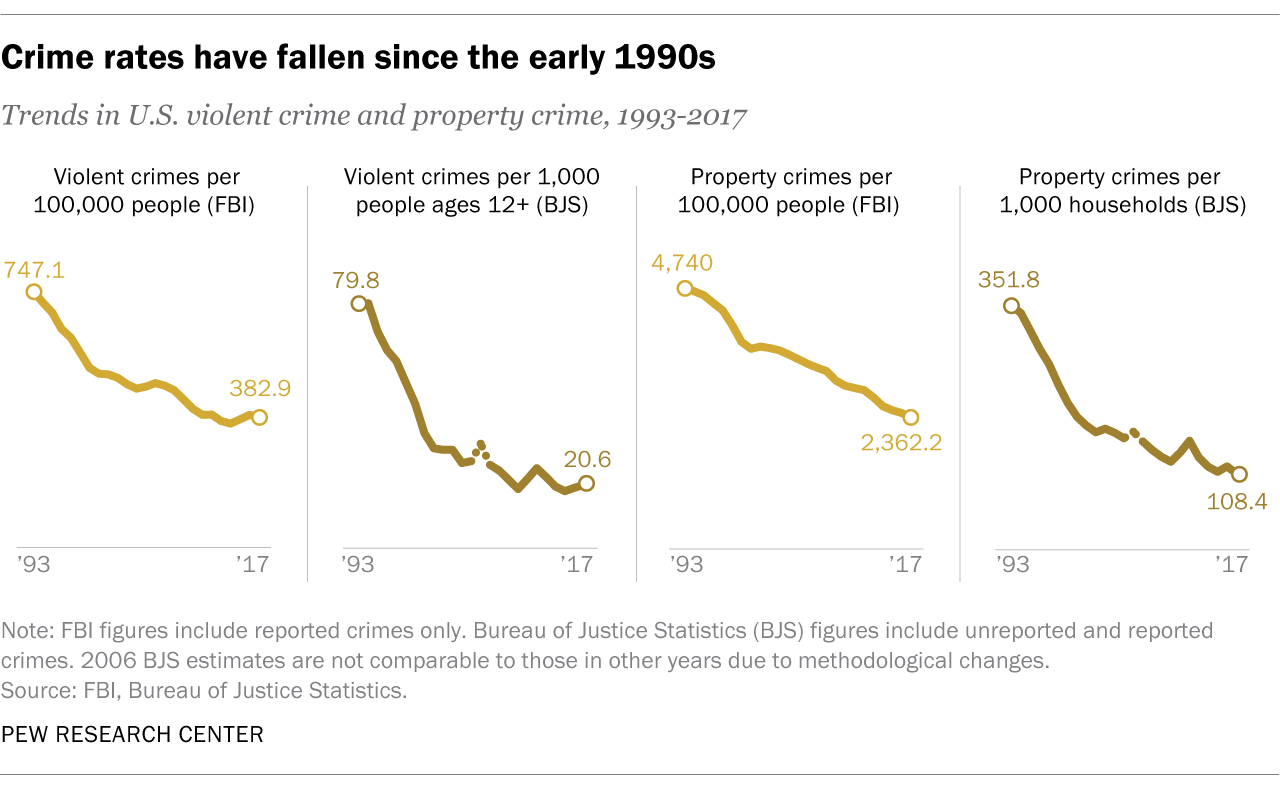 Crime rates have fallen since the early 1990s
Trends in U.S. violent crime and property crime, 1993-2017
Violent crimes per
100,000 people (FBI)
747.1
382.9
’93
’17
Violent crimes per 1,000
people ages 12+ (BJS)
79.8
20.6
’93
’17
Property crimes per
100,000 people (FBI)
4,740
2,362.2
’93
’17
Property crimes per
1,000 households (BJS)
351.8
108.4
’93
’17
Note: FBI figures include reported crimes only. Bureau of Justice Statistics (BJS) figures include unreported and reported
crimes. 2006 BJS estimates are not comparable to those in other years due to methodological changes.
Source: FBI, Bureau of Justice Statistics.
PEW RESEARCH CENTER